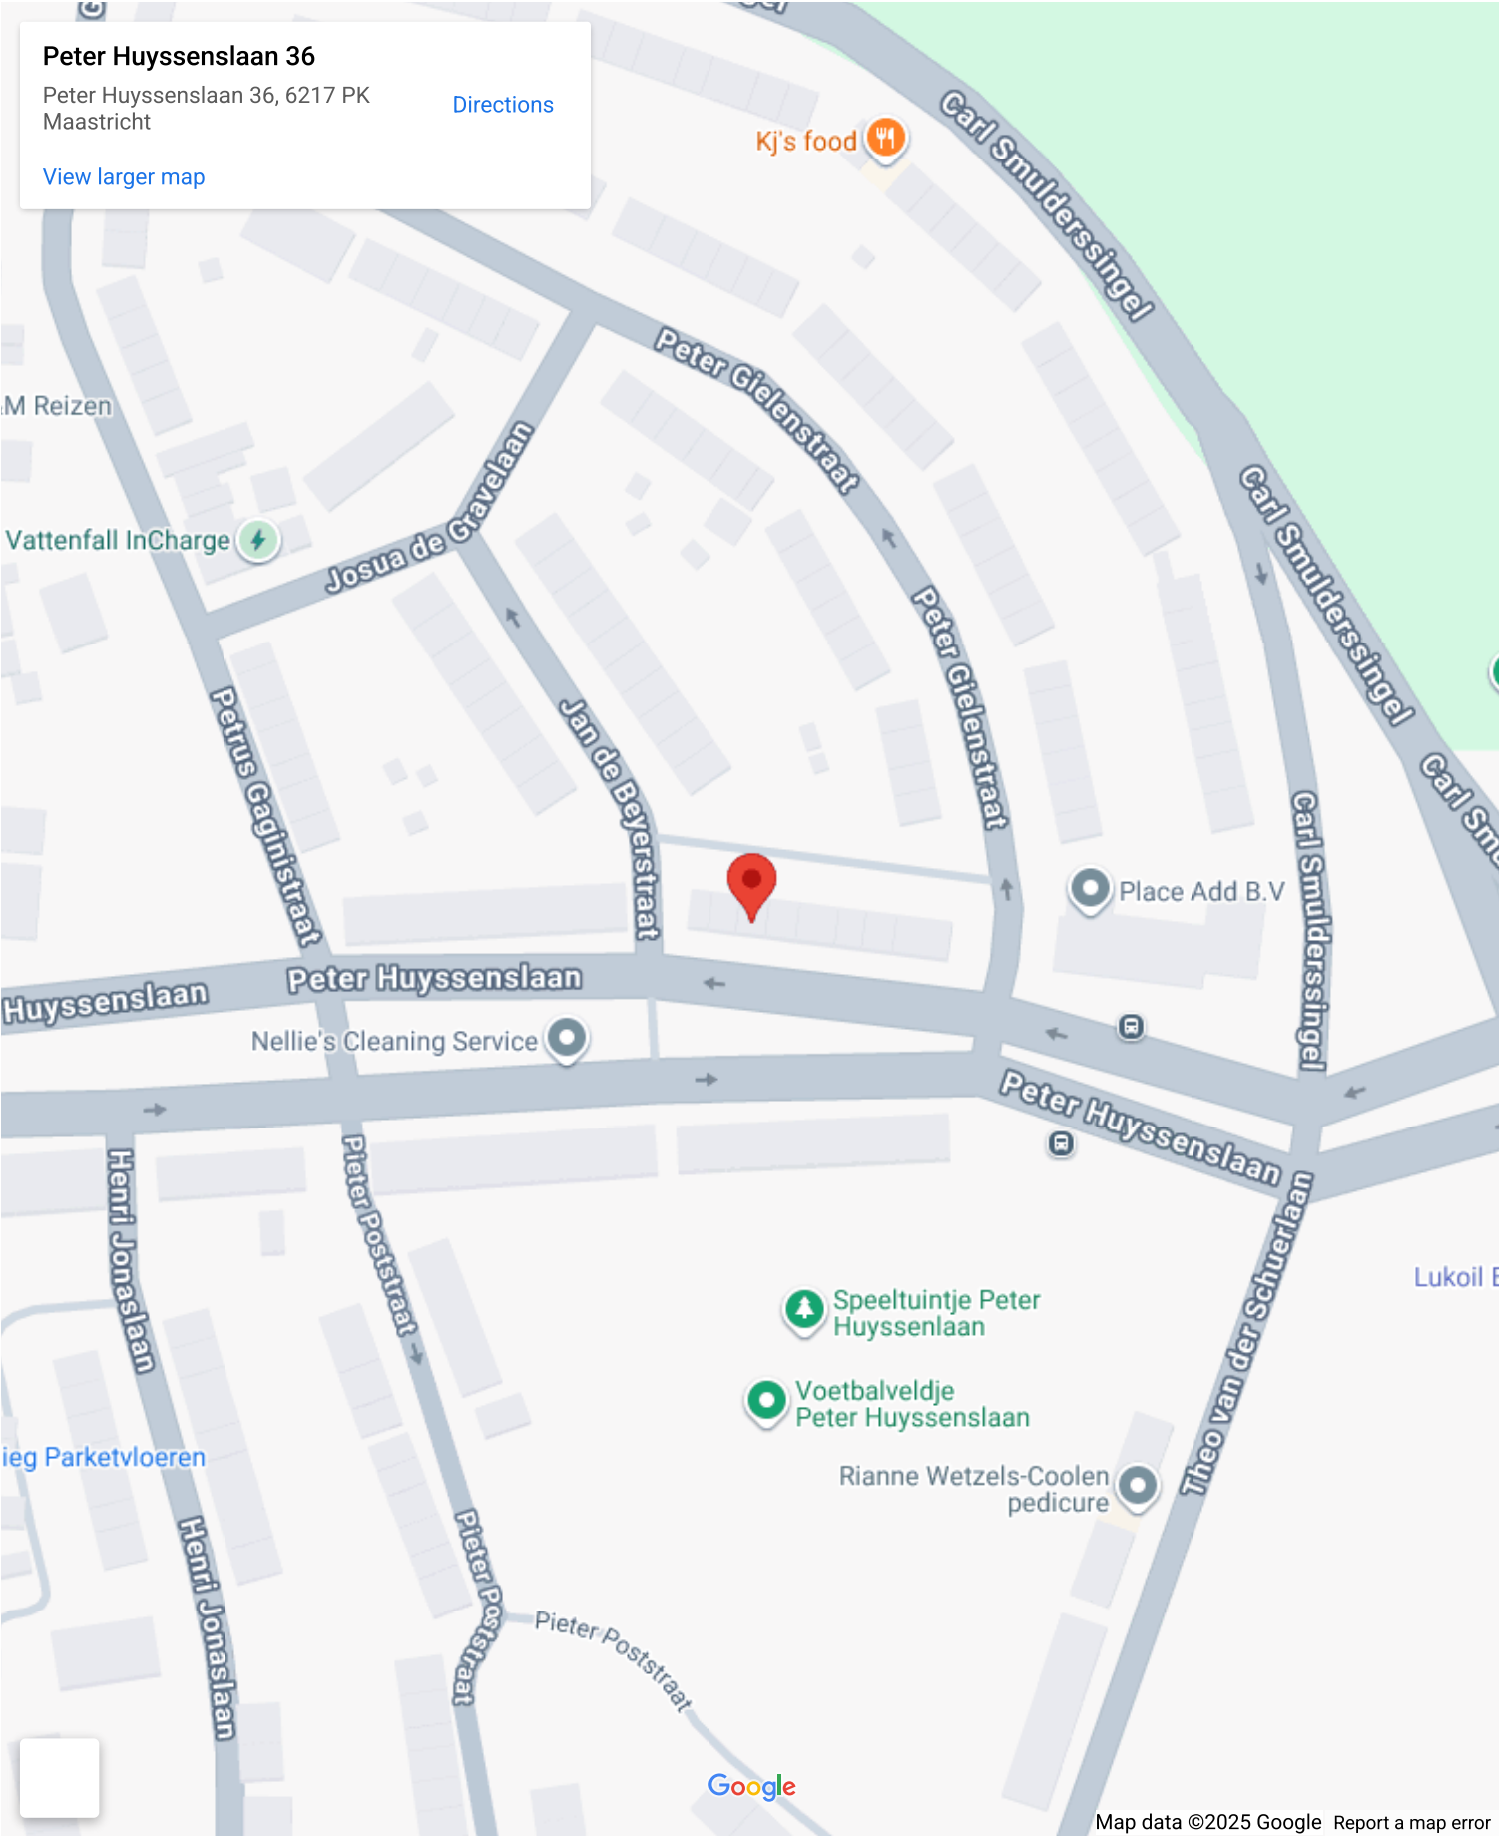 Peter Huyssenslaan 36
Peter Huyssenslaan 36, 6217 PK
Maastricht
Directions
View larger map
Kj's food
Carl Smulderssingel
Peter Gielenstraat
M Reizen
Josua de Gravelaan
Vattenfall InCharge
Carl Smulderssingel
Peter Gielenstraat
Petrus Gaginistraat
Jan de Beyerstraat
Carl Smulderssingel
Carl Smu
Place Add B.V
Peter Huyssenslaan
Huyssenslaan
Nellie's Cleaning Service
Peter Huyssenslaan
Henri Jonaslaan
Pieter Poststraat
Theo van der Schuerlaan
Lukoil
Speeltuintje Peter
Huyssenlaan
Voetbalveldje
Peter Huyssenslaan
ieg Parketvloeren
Rianne Wetzels-Coolen
pedicure
Henri Jonaslaan
Pieter Poststraat
Pieter Poststraat
Google
Map data ©2025 Google
Report a map error